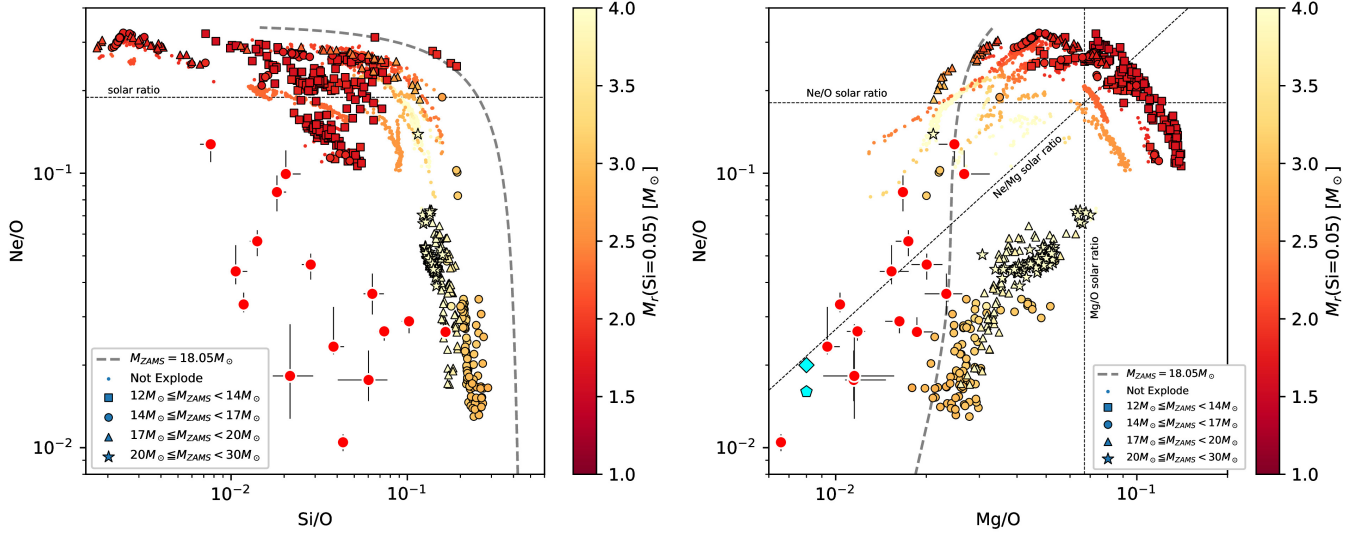 Ne/O
10⁻¹
10⁻²
solar ratio
M_ZAMS = 18.05M⊙
Not Explode
12M⊙≦M_ZAMS < 14M⊙
14M⊙≦M_ZAMS < 17M⊙
17M⊙≦M_ZAMS < 20M⊙
20M⊙≦M_ZAMS < 30M⊙
10⁻²
10⁻¹
Si/O
4.0
3.5
3.0
2.5
2.0
1.5
1.0
M_r(Si=0.05) [M⊙]
Ne/O
10⁻¹
10⁻²
Ne/O solar ratio
Ne/Mg solar ratio
Mg/O solar ratio
M_ZAMS = 18.05M⊙
Not Explode
12M⊙≦M_ZAMS < 14M⊙
14M⊙≦M_ZAMS < 17M⊙
17M⊙≦M_ZAMS < 20M⊙
20M⊙≦M_ZAMS < 30M⊙
10⁻²
10⁻¹
Mg/O
4.0
3.5
3.0
2.5
2.0
1.5
1.0
M_r(Si=0.05) [M⊙]